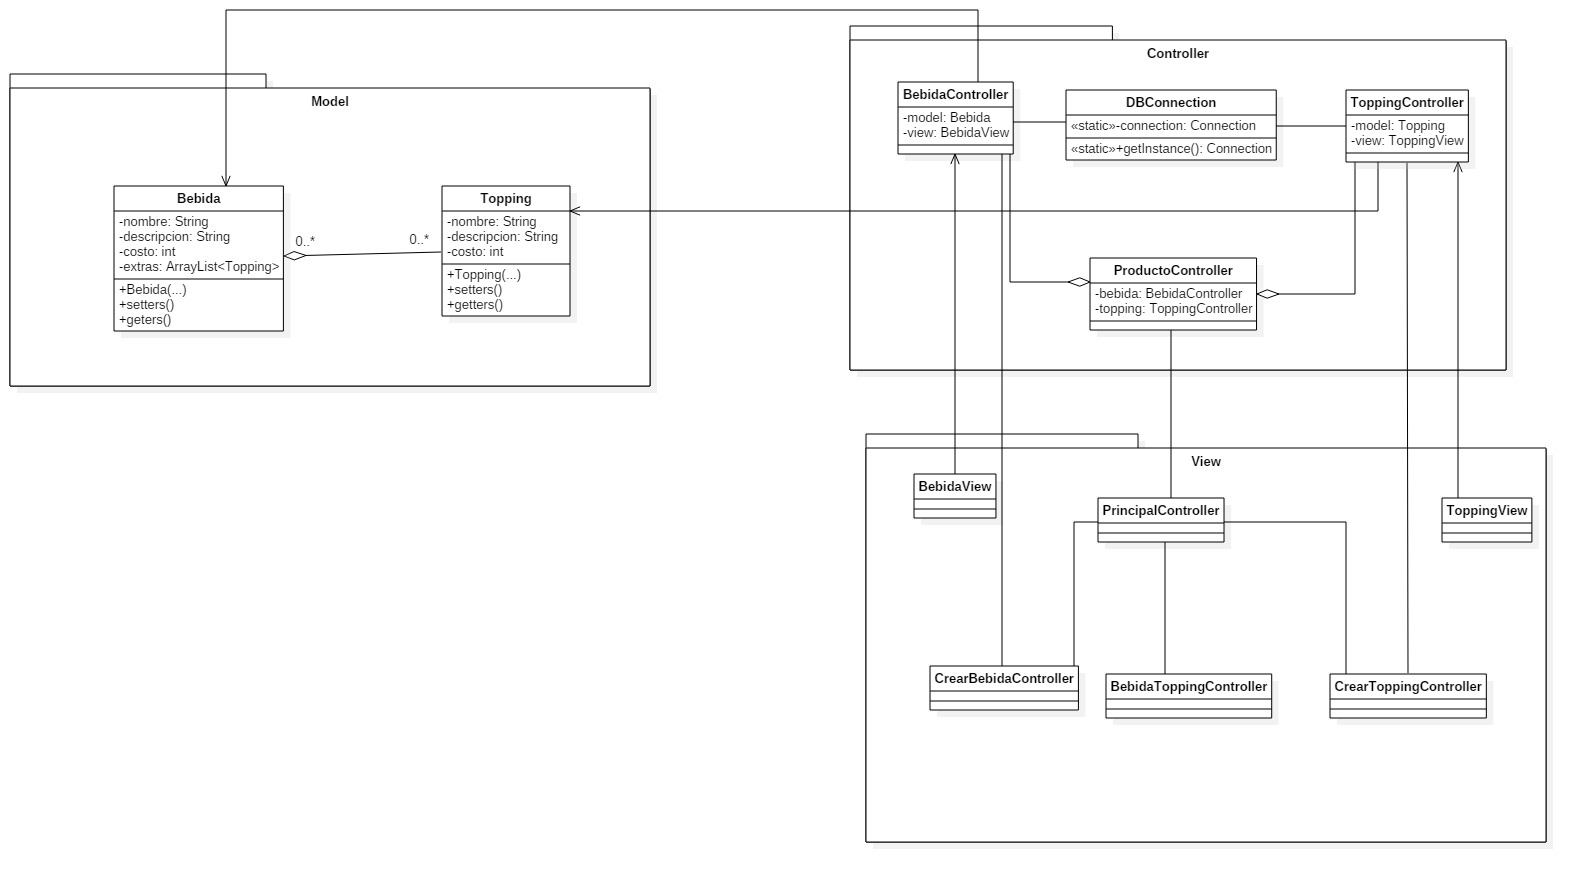 Model
Bebida
-nombre: String
-descripcion: String
-costo: int
-extras: ArrayList<Topping>
+Bebida(...)
+setters()
+geters()
0..*
0..*
Topping
-nombre: String
-descripcion: String
-costo: int
+Topping(...)
+setters()
+getters()
Controller
BebidaController
-model: Bebida
-view: BebidaView
DBConnection
«static»-connection: Connection
«static»+getInstance(): Connection
ToppingController
-model: Topping
-view: ToppingView
ProductoController
-bebida: BebidaController
-topping: ToppingController
View
BebidaView
PrincipalController
ToppingView
CrearBebidaController
BebidaToppingController
CrearToppingController